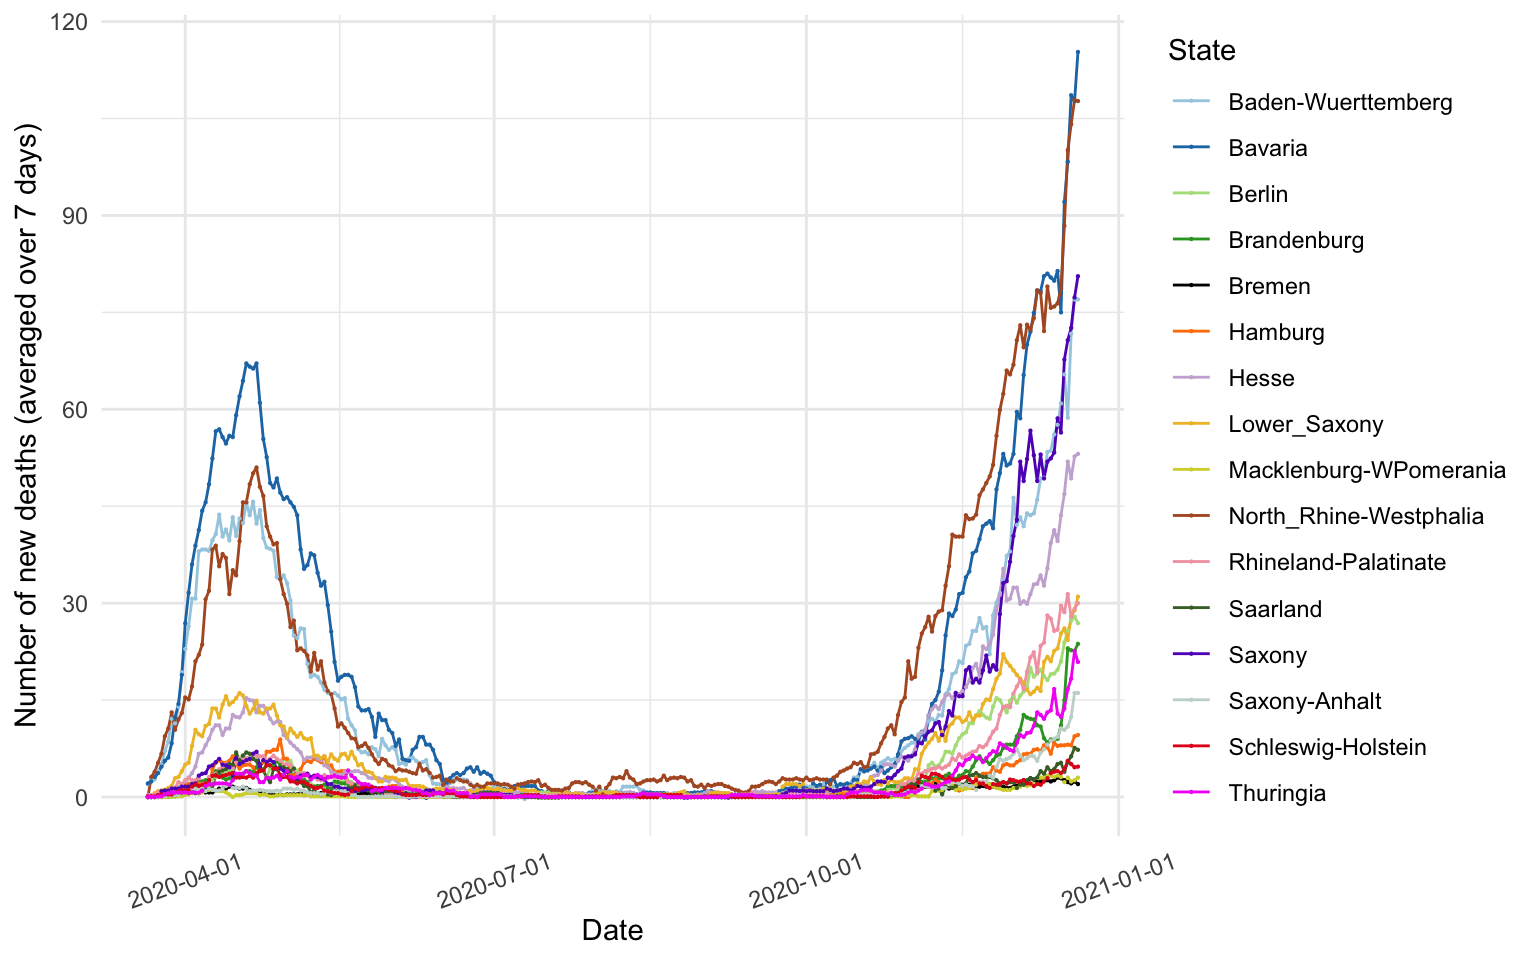 120
90
60
30
0
Number of new deaths (averaged over 7 days)
2020-04-01
2020-07-01
2020-10-01
2021-01-01
Date
State
Baden-Wuerttemberg
Bavaria
Berlin
Brandenburg
Bremen
Hamburg
Hesse
Lower_Saxony
Macklenburg-WPomerania
North_Rhine-Westphalia
Rhineland-Palatinate
Saarland
Saxony
Saxony-Anhalt
Schleswig-Holstein
Thuringia